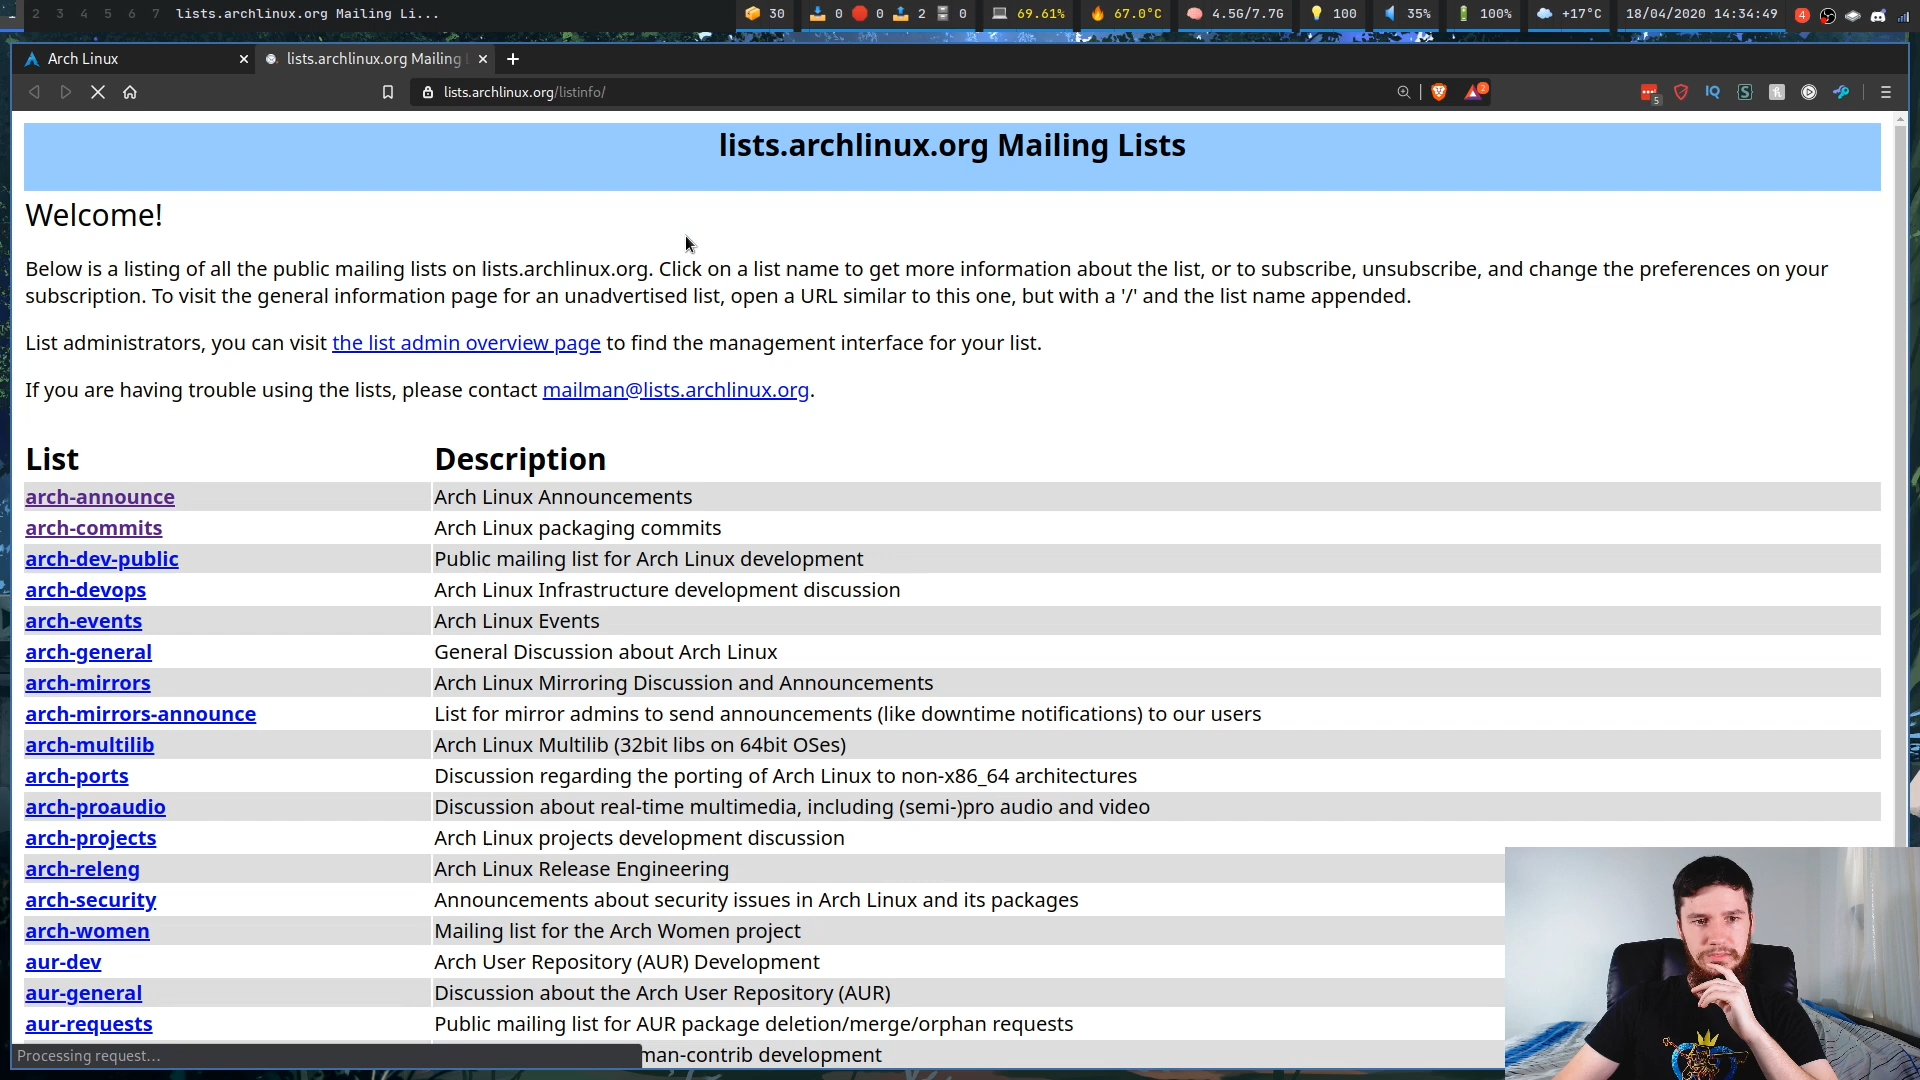 2 3 4 5 6 7 lists.archlinux.org Mailing Li... 30 0 0 2 0 69.61% 67.0°C 4.5G/7.7G 100 35% 100% +17°C 18/04/2020 14:34:49 4
Arch Linux lists.archlinux.org Mailing
lists.archlinux.org/listinfo/ 2 5 IQ S
lists.archlinux.org Mailing Lists
Welcome!
Below is a listing of all the public mailing lists on lists.archlinux.org. Click on a list name to get more information about the list, or to subscribe, unsubscribe, and change the preferences on your
subscription. To visit the general information page for an unadvertised list, open a URL similar to this one, but with a '/' and the list name appended.
List administrators, you can visit the list admin overview page to find the management interface for your list.
If you are having trouble using the lists, please contact mailman@lists.archlinux.org.
List Description
arch-announce Arch Linux Announcements
arch-commits Arch Linux packaging commits
arch-dev-public Public mailing list for Arch Linux development
arch-devops Arch Linux Infrastructure development discussion
arch-events Arch Linux Events
arch-general General Discussion about Arch Linux
arch-mirrors Arch Linux Mirroring Discussion and Announcements
arch-mirrors-announce List for mirror admins to send announcements (like downtime notifications) to our users
arch-multilib Arch Linux Multilib (32bit libs on 64bit OSes)
arch-ports Discussion regarding the porting of Arch Linux to non-x86_64 architectures
arch-proaudio Discussion about real-time multimedia, including (semi-)pro audio and video
arch-projects Arch Linux projects development discussion
arch-releng Arch Linux Release Engineering
arch-security Announcements about security issues in Arch Linux and its packages
arch-women Mailing list for the Arch Women project
aur-dev Arch User Repository (AUR) Development
aur-general Discussion about the Arch User Repository (AUR)
aur-requests Public mailing list for AUR package deletion/merge/orphan requests
Processing request... man-contrib development